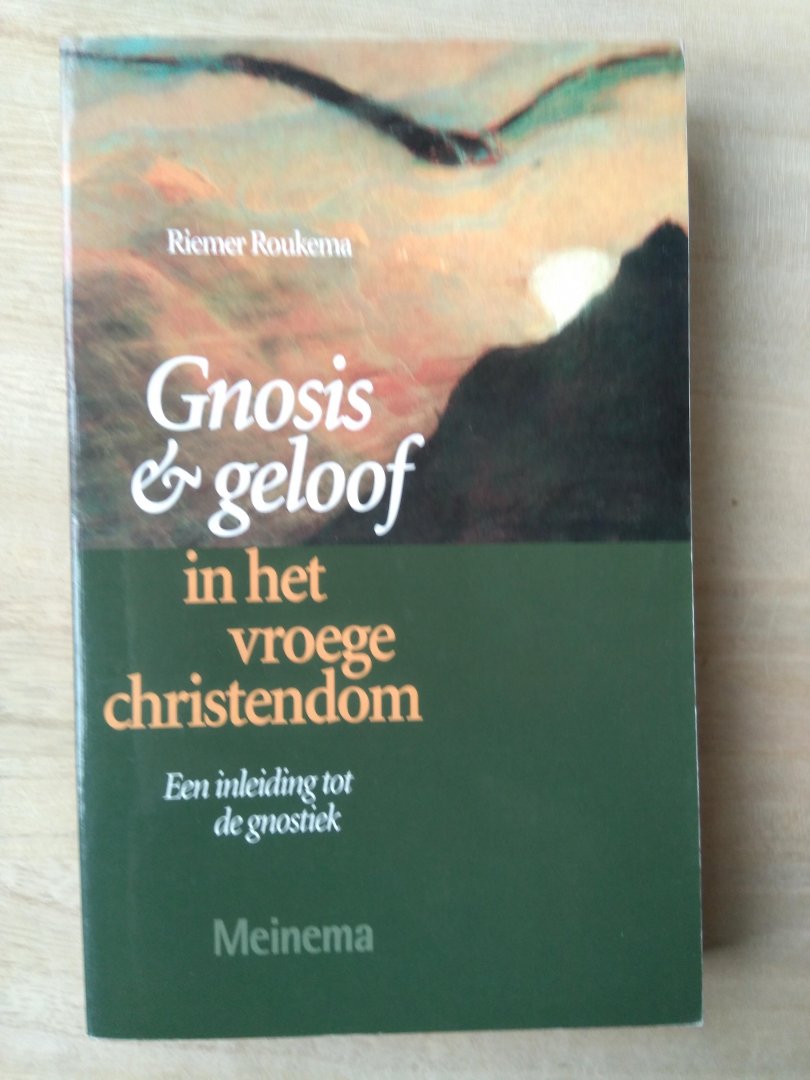 Riemer Roukema
Gnosis
& geloof
in het
vroege
christendom
Een inleiding tot
de gnostiek
Meinema